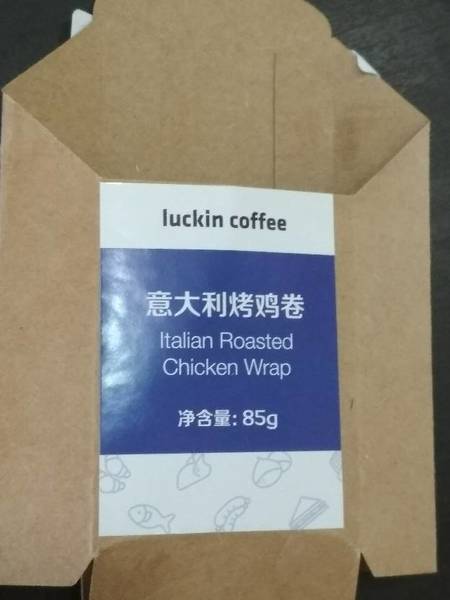 luckin coffee
意大利烤鸡卷
Italian Roasted
Chicken Wrap
净含量: 85g